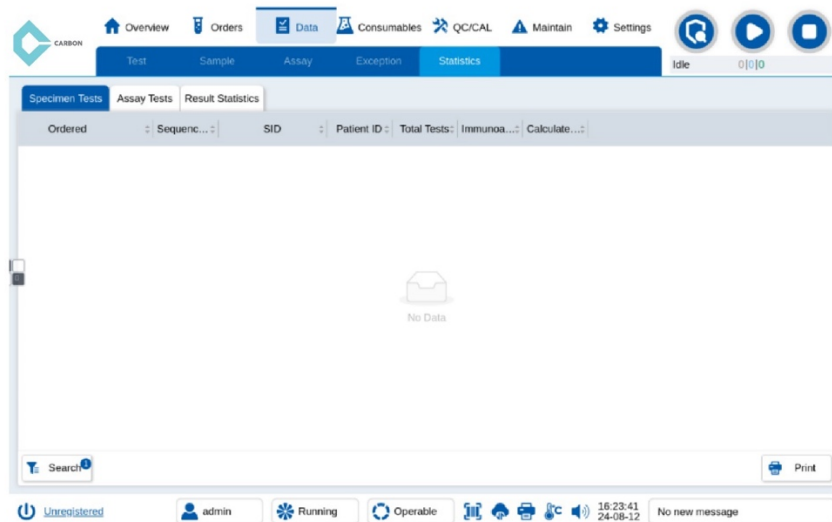 CARBON
Overview Orders Data Consumables QC/CAL Maintain Settings
Test Sample Assay Exception Statistics
Idle 0|0|0
Specimen Tests Assay Tests Result Statistics
Ordered Sequenc... SID Patient ID Total Tests Immunoa... Calculate...
No Data
Search 1 Print
Unregistered admin Running Operable °C 16:23:41 No new message
24-08-12